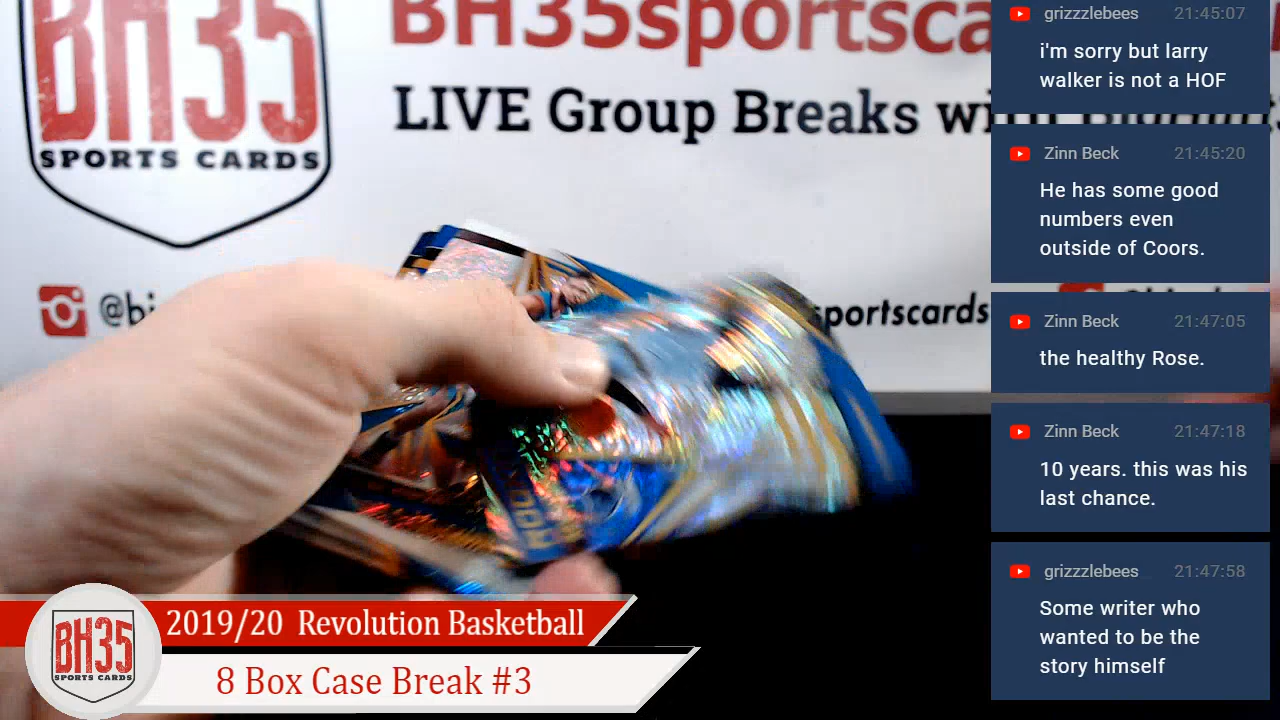 BH35
SPORTS CARDS
BH35sportsca
LIVE Group Breaks wi
@bi
sportscards
grizzzlebees 21:45:07
i'm sorry but larry
walker is not a HOF
Zinn Beck 21:45:20
He has some good
numbers even
outside of Coors.
Zinn Beck 21:47:05
the healthy Rose.
Zinn Beck 21:47:18
10 years. this was his
last chance.
grizzzlebees 21:47:58
Some writer who
wanted to be the
story himself
BH35
SPORTS CARDS
2019/20 Revolution Basketball
8 Box Case Break #3